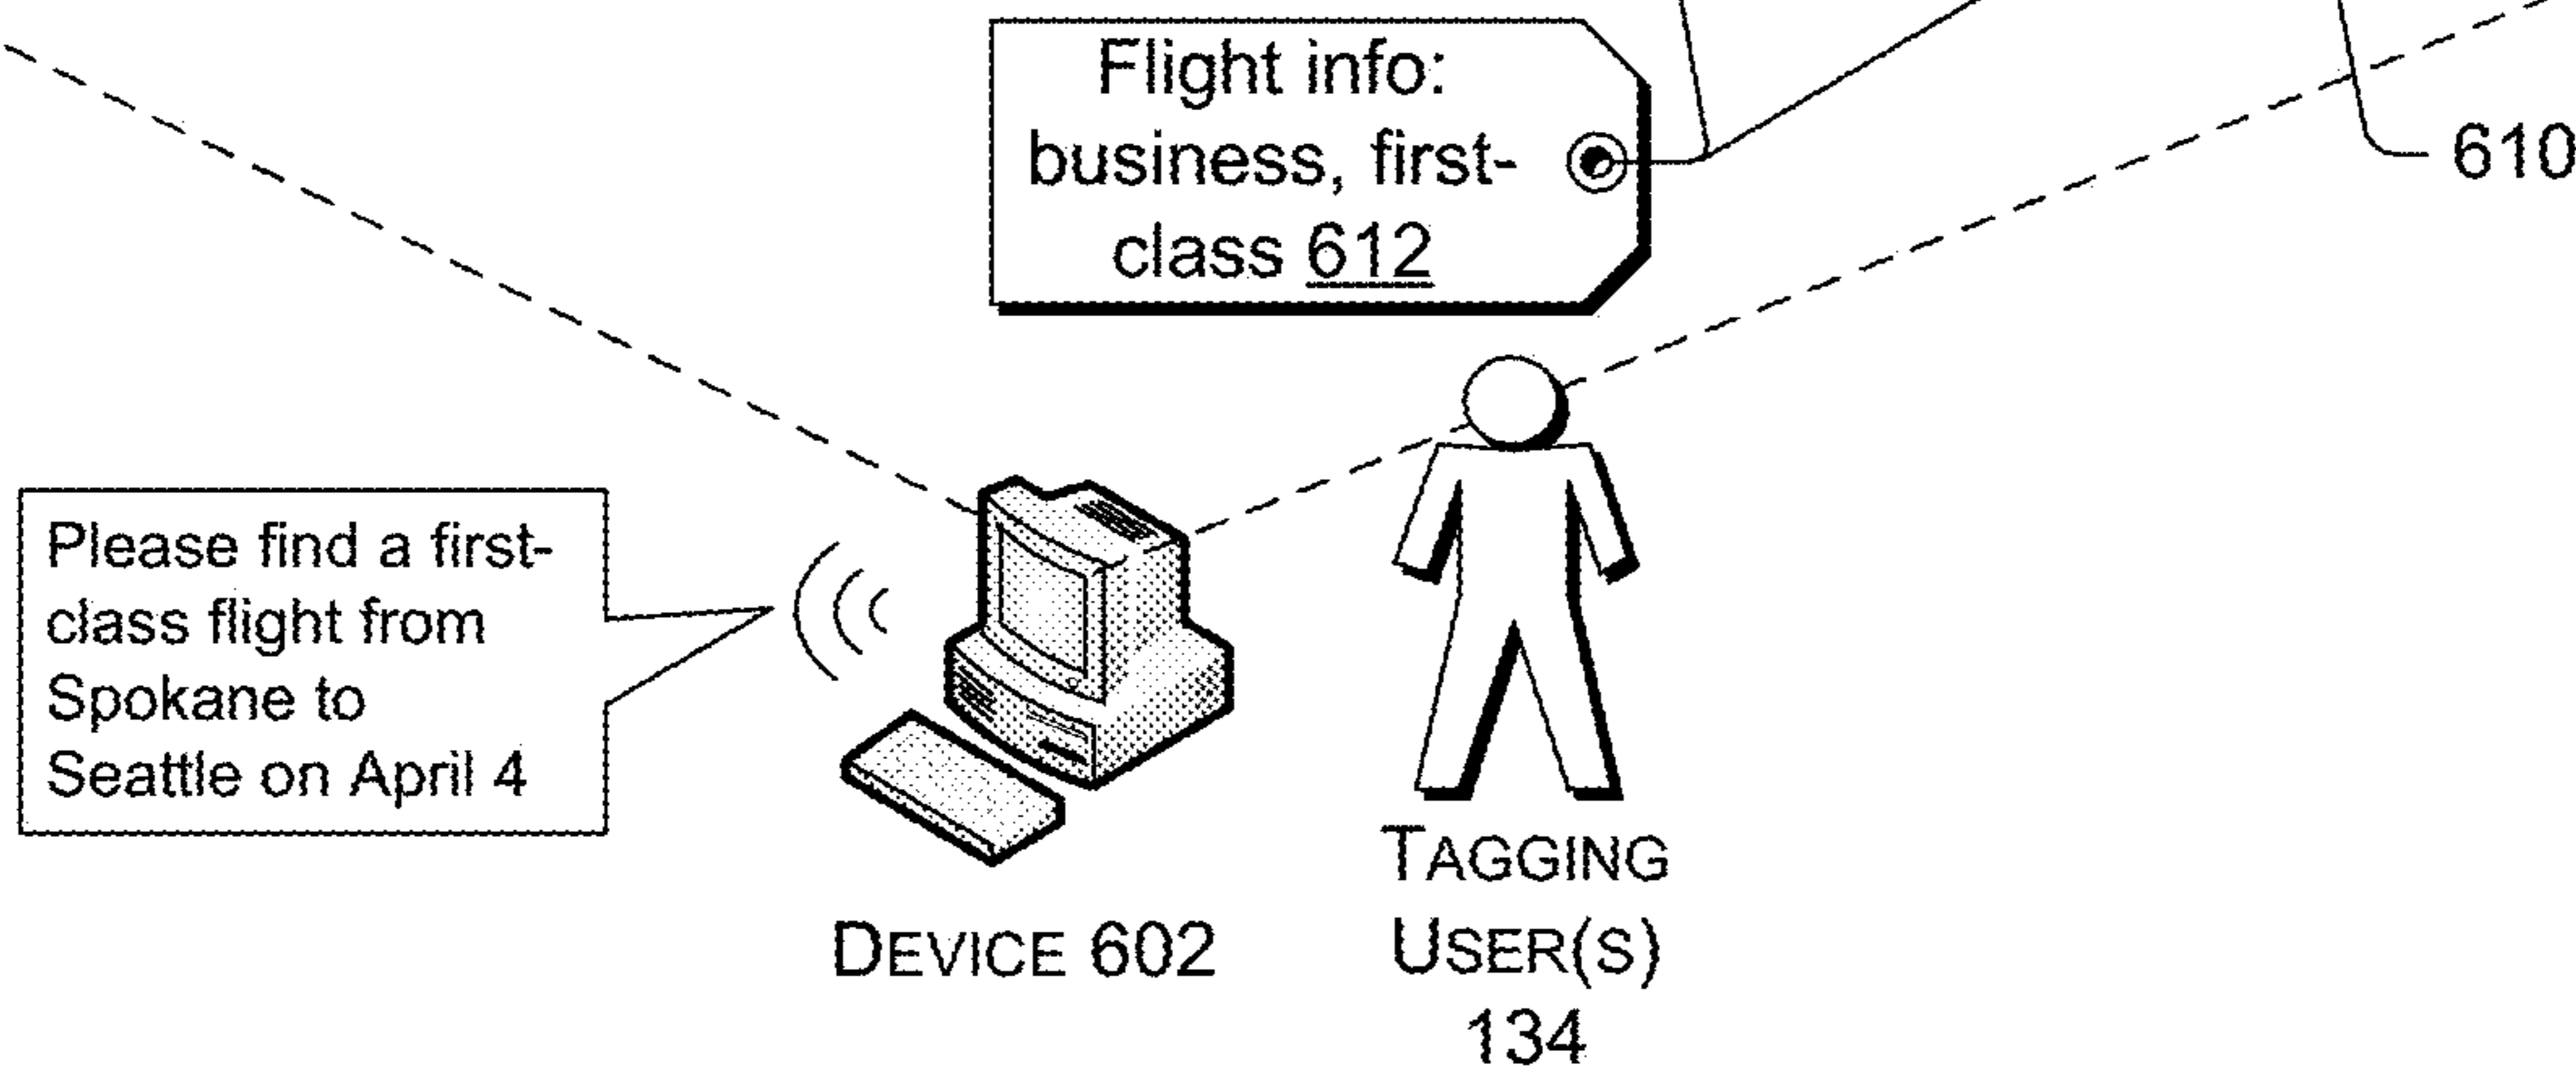 Flight info:
business, first-
class 612
610
Please find a first-
class flight from
Spokane to
Seattle on April 4
DEVICE 602
TAGGING
USER(S)
134